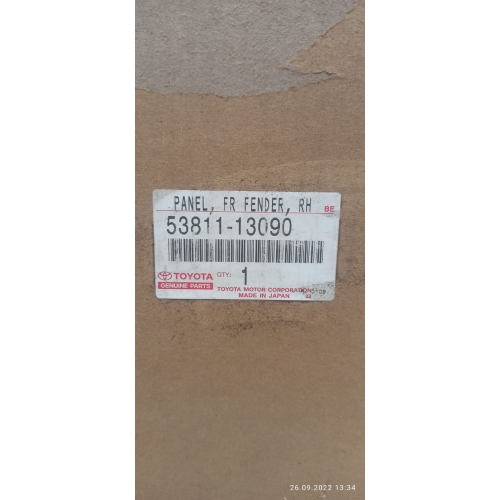 PANEL, FR FENDER, RH BE
53811-13090
TOYOTA QTY: 1
GENUINE PARTS TOYOTA MOTOR CORPORATION
MADE IN JAPAN
26.09.2022 13:34